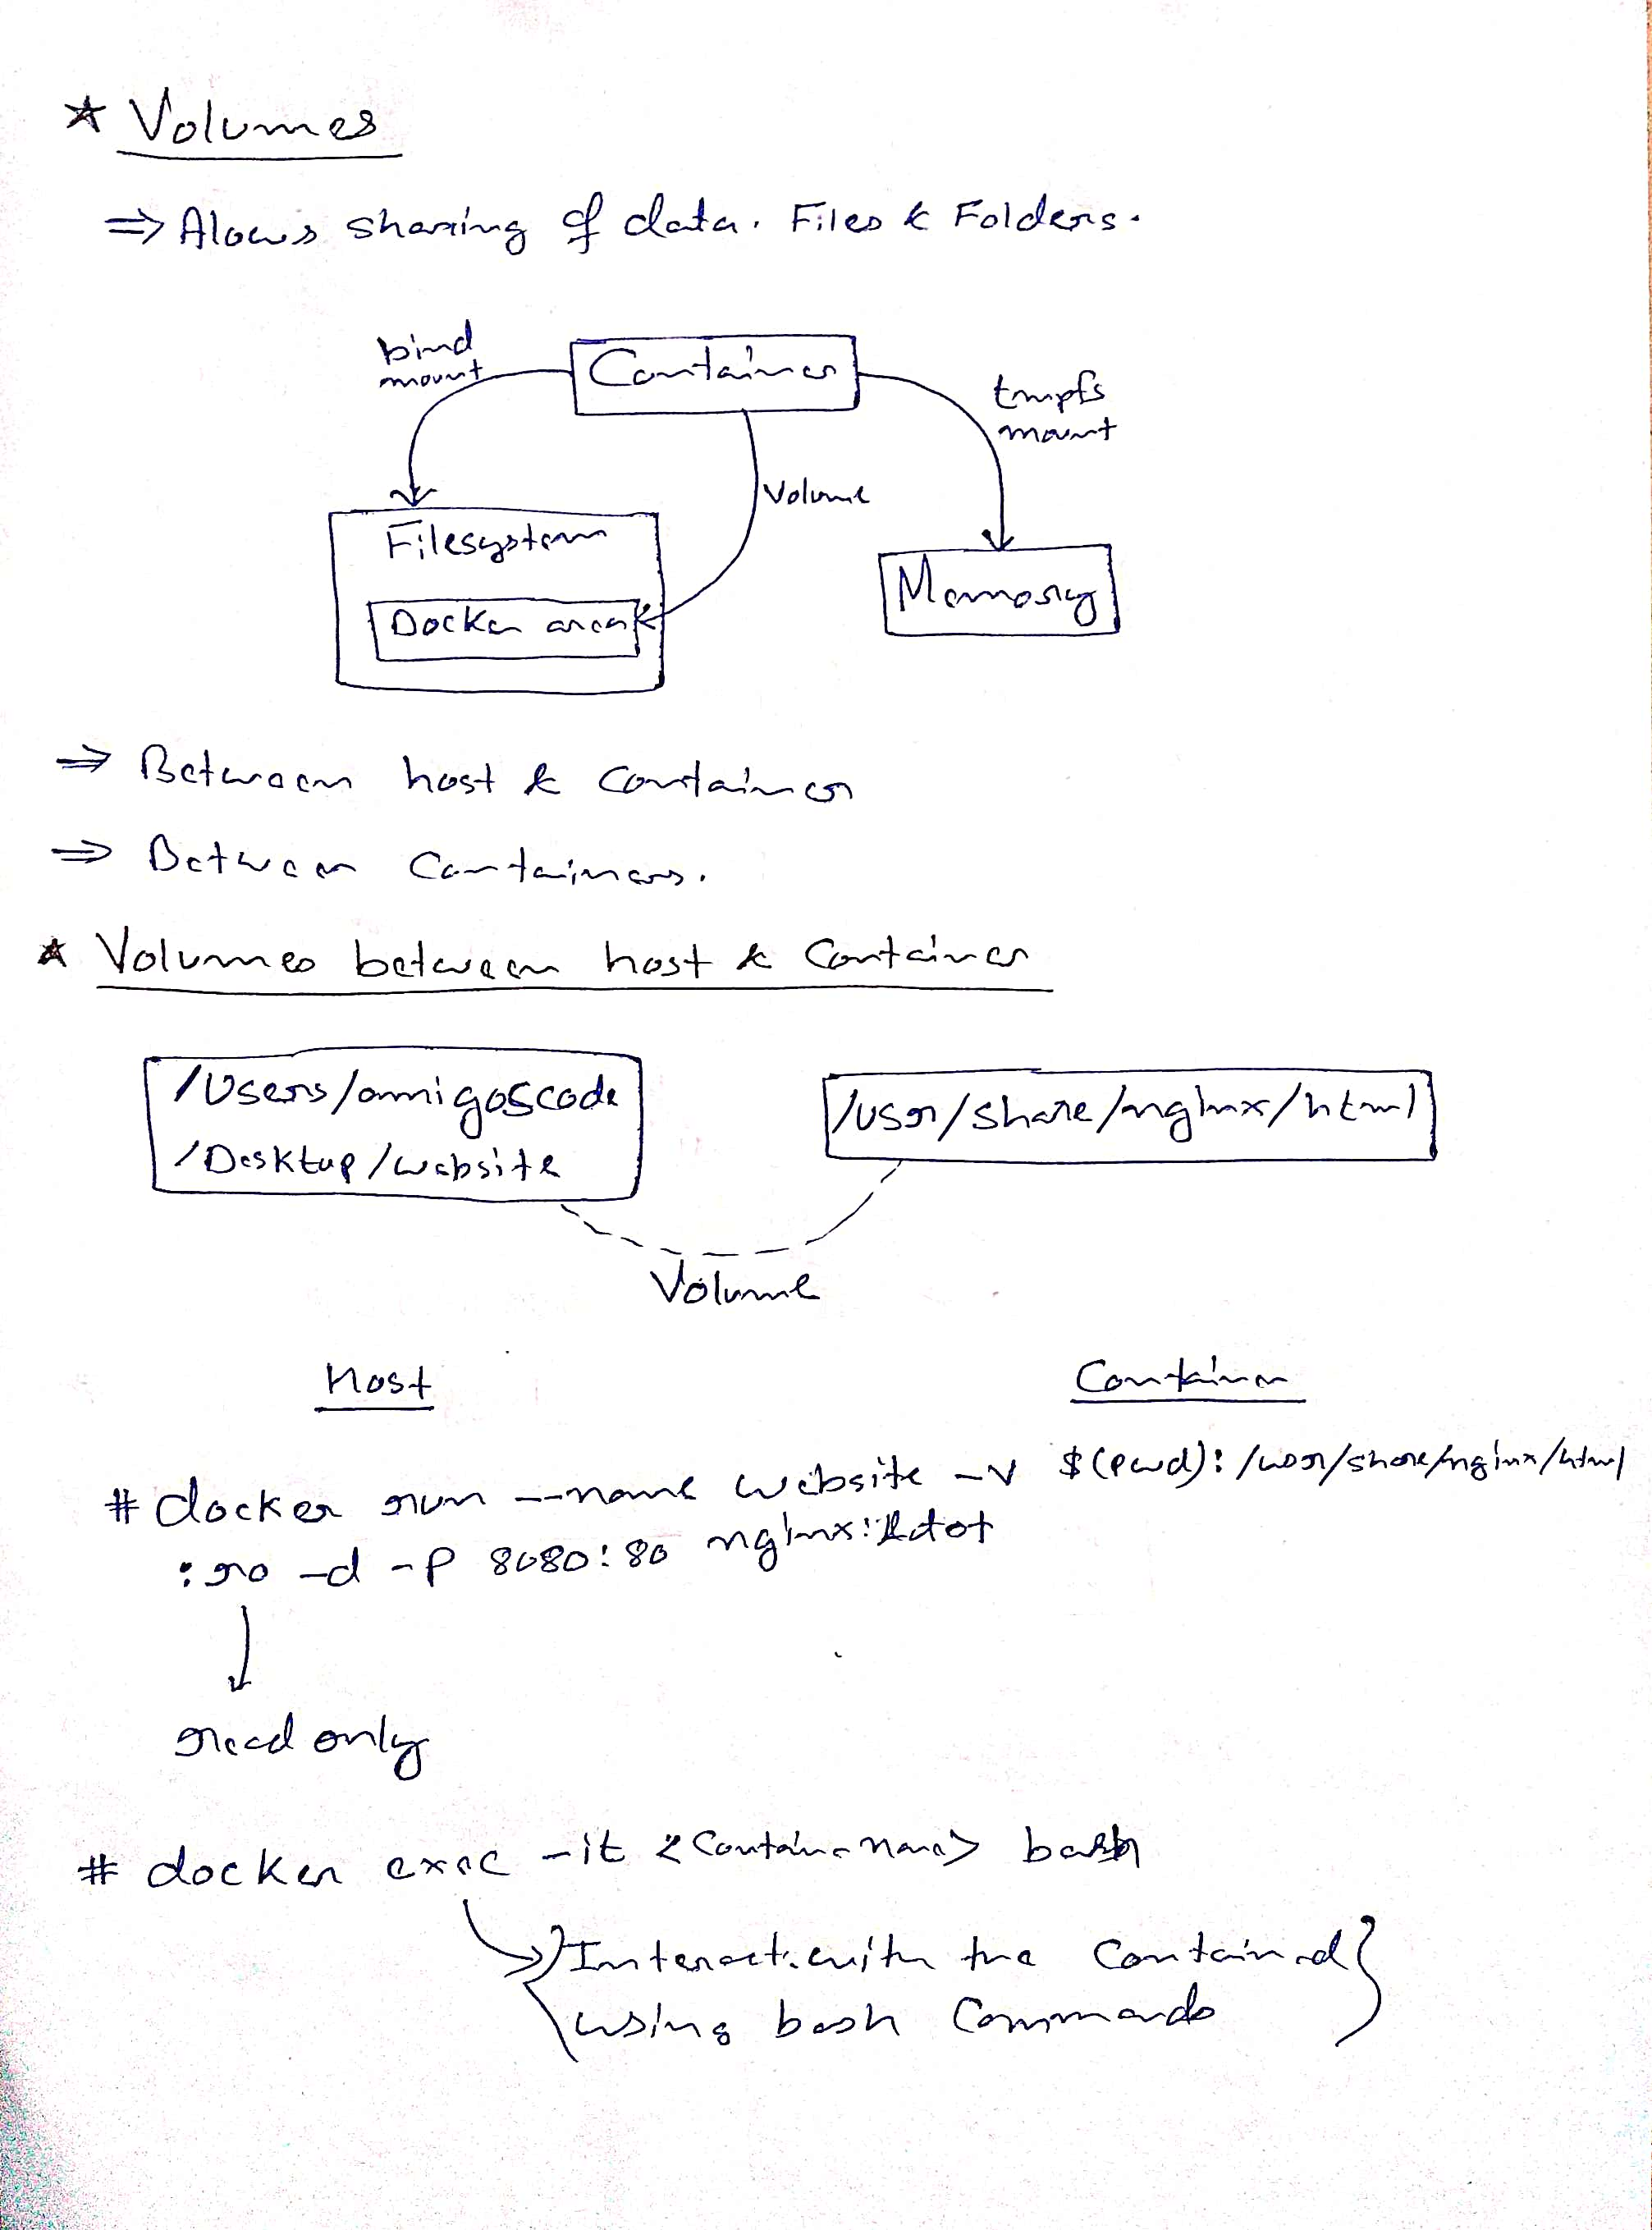 ☆ Volumes
⇒ Alows sharing of data. Files & Folders.
bind
mount
Container
tmpfs
mount
Volume
Filesystem
Docker area
Memory
⇒ Between host & Container
⇒ Between Containers.
☆ Volumes between host & Container
/Users/amigoscode
/Desktop/website
/usr/share/nginx/html
Volume
Host
Container
# docker run --name website -v $(pwd):/usr/share/nginx/html
:ro -d -p 8080:80 nginx:
read only
# docker exec -it <Container Name> bash
Interact with the
using bash Commands